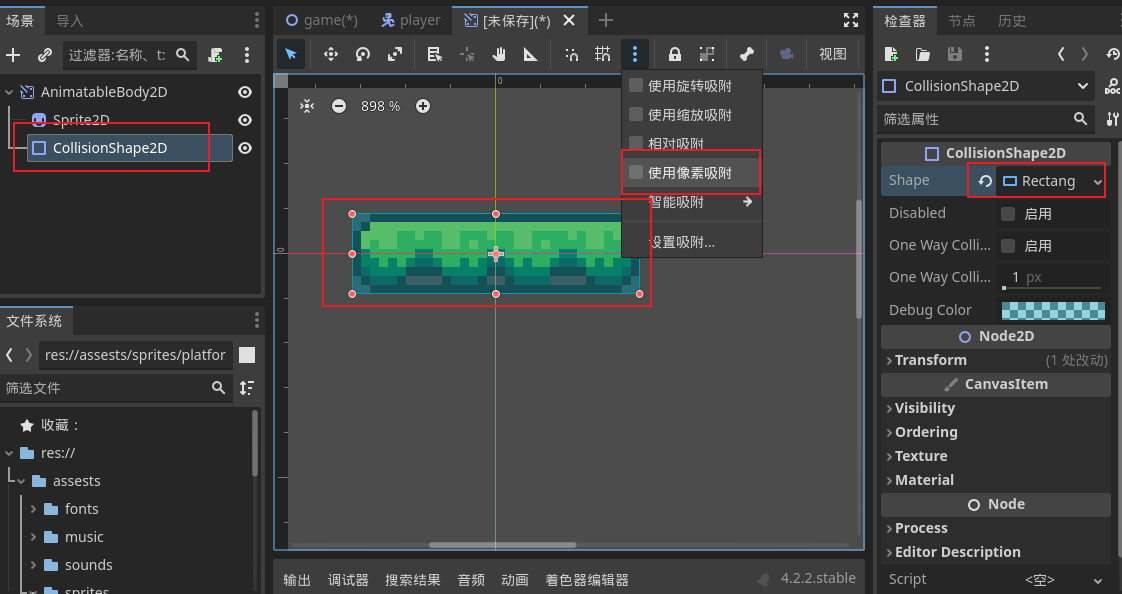 场景
导入
过滤器:名称、t:
AnimatableBody2D
Sprite2D
CollisionShape2D
文件系统
res://assests/sprites/platfor
筛选文件
收藏：
res://
assests
fonts
music
sounds
sprites
game(*)
player
[未保存](*)
视图
0
898 %
0
使用旋转吸附
使用缩放吸附
相对吸附
使用像素吸附
智能吸附
设置吸附...
输出
调试器
搜索结果
音频
动画
着色器编辑器
4.2.2.stable
检查器
节点
历史
CollisionShape2D
DOC
筛选属性
CollisionShape2D
Shape
Rectang
Disabled
启用
One Way Colli...
启用
One Way Colli...
1 px
Debug Color
Node2D
Transform
(1 处改动)
CanvasItem
Visibility
Ordering
Texture
Material
Node
Process
Editor Description
Script
<空>